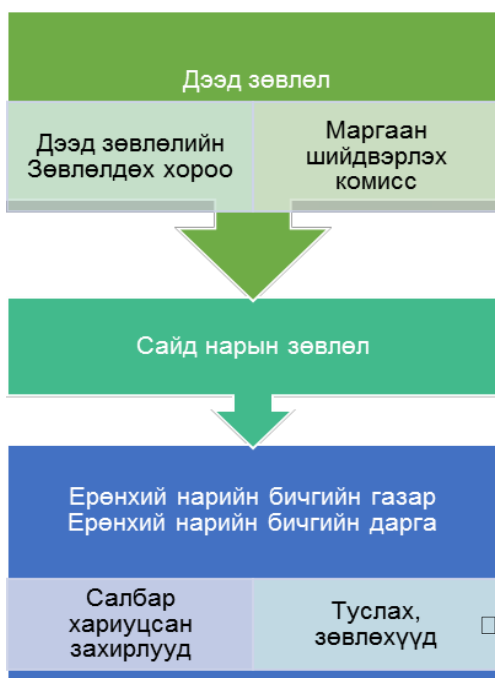 Дээд зөвлөл
Дээд зөвлөлийн
Зөвлөлдөх хороо
Маргаан
шийдвэрлэх
комисс
Сайд нарын зөвлөл
Ерөнхий нарийн бичгийн газар
Ерөнхий нарийн бичгийн дарга
Салбар
хариуцсан
захирлууд
Туслах,
зөвлөхүүд